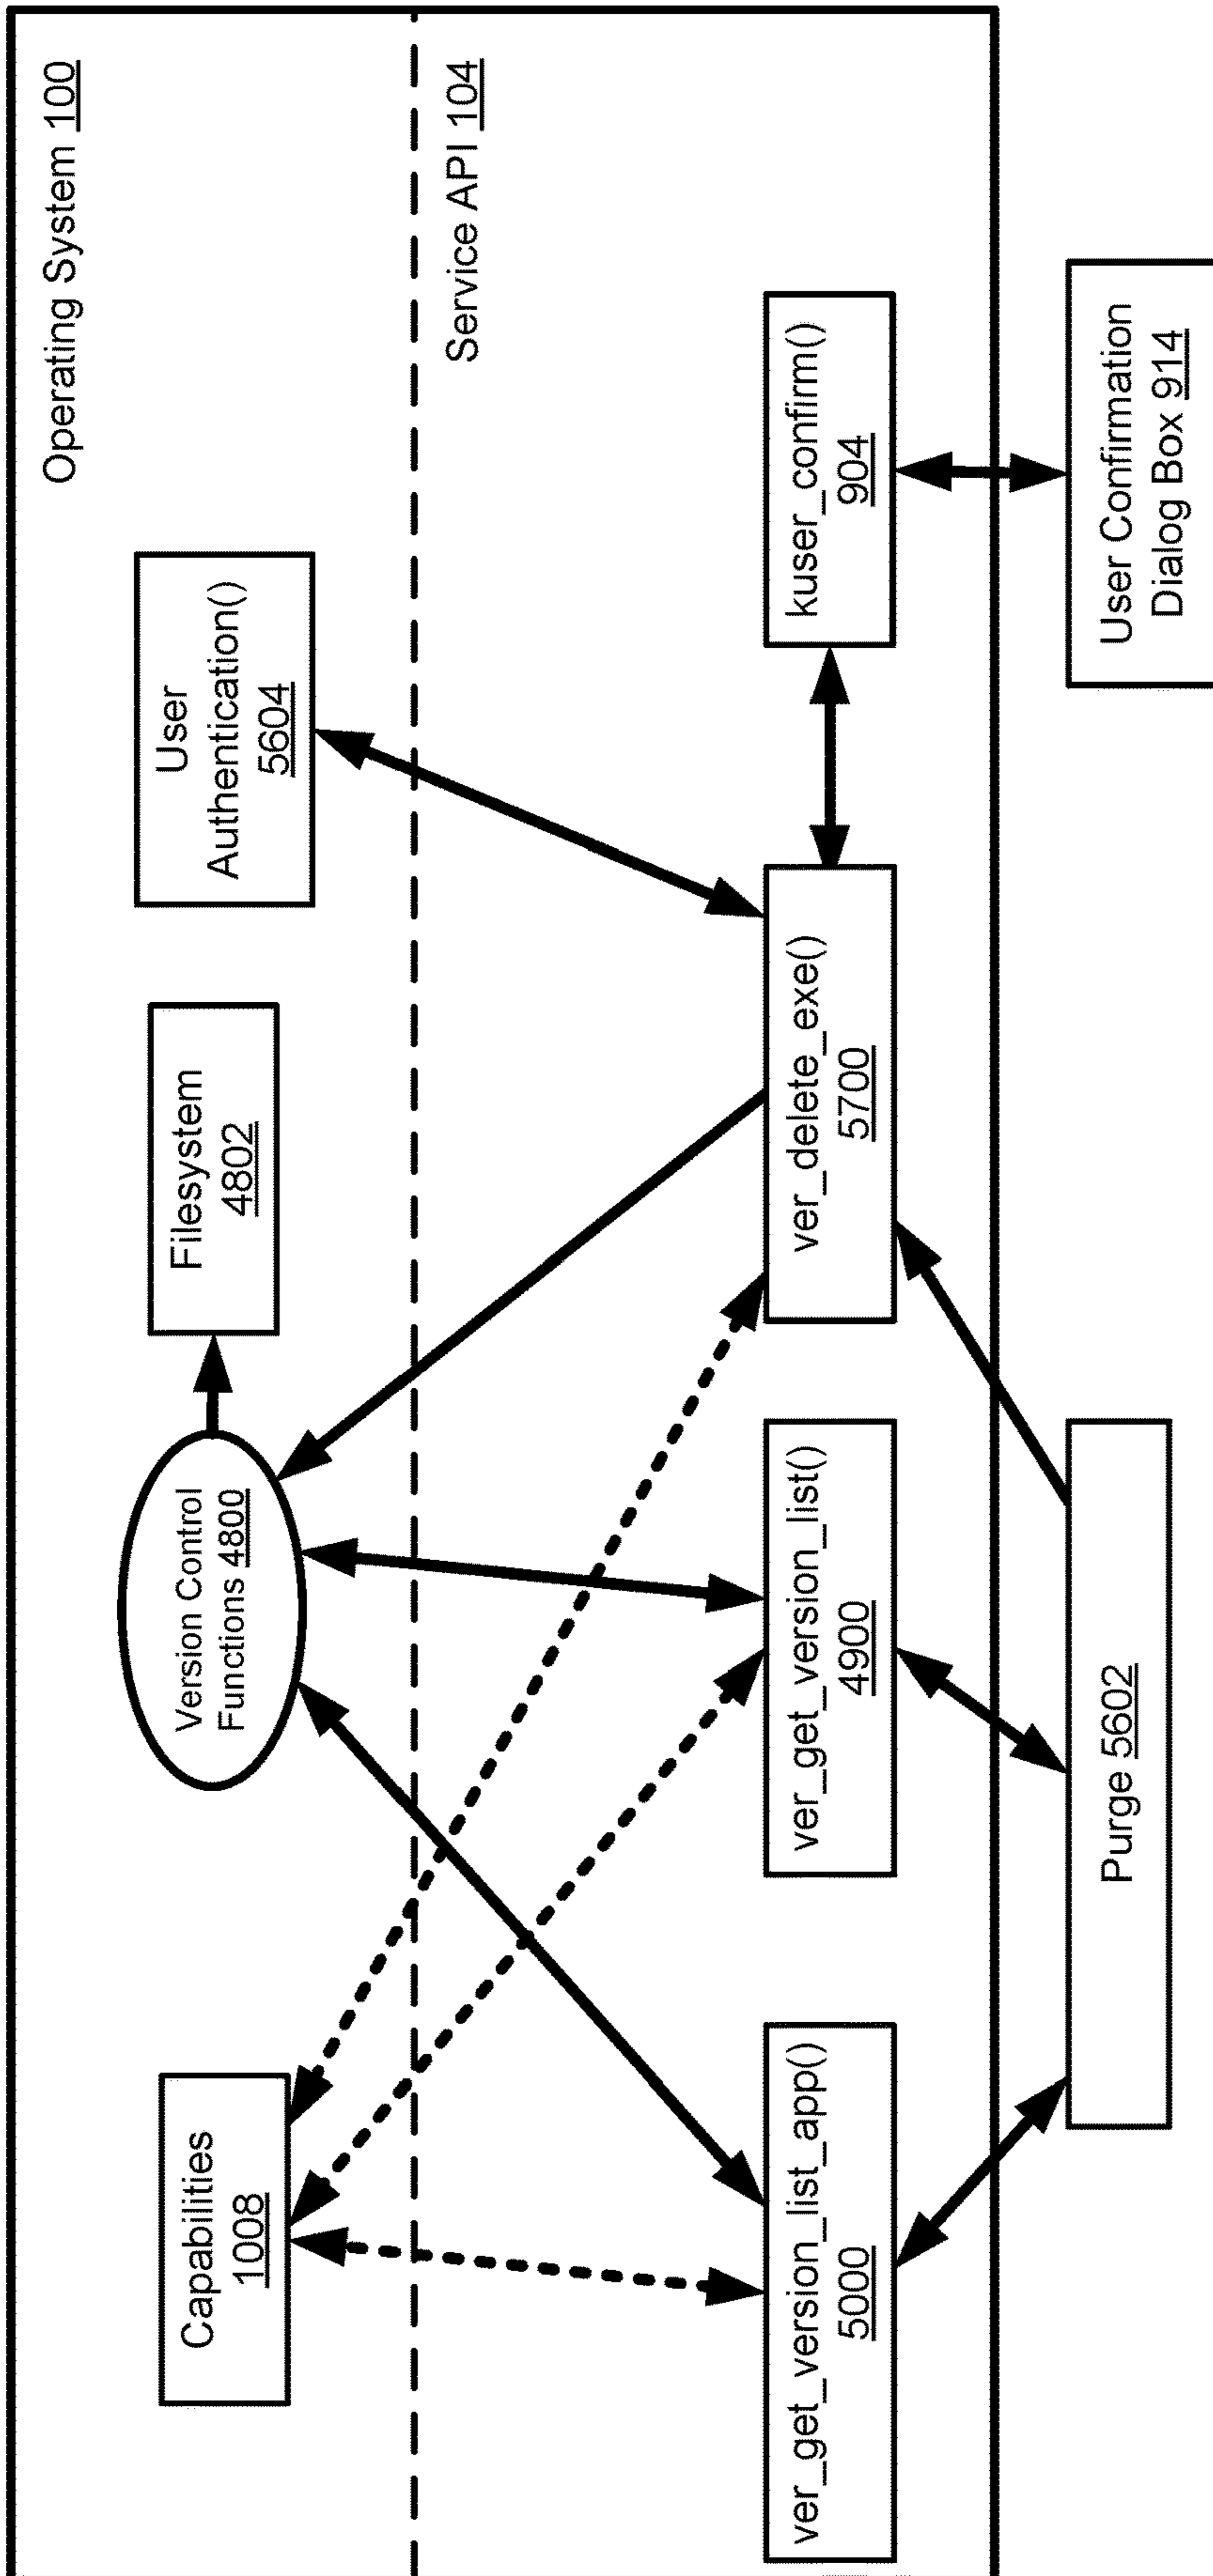 Operating System 100
Capabilities
1008
Version Control
Functions 4800
Filesystem
4802
User
Authentication()
5604
Service API 104
ver_get_version_list_app()
5000
ver_get_version_list()
4900
ver_delete_exe()
5700
kuser_confirm()
904
Purge 5602
User Confirmation
Dialog Box 914